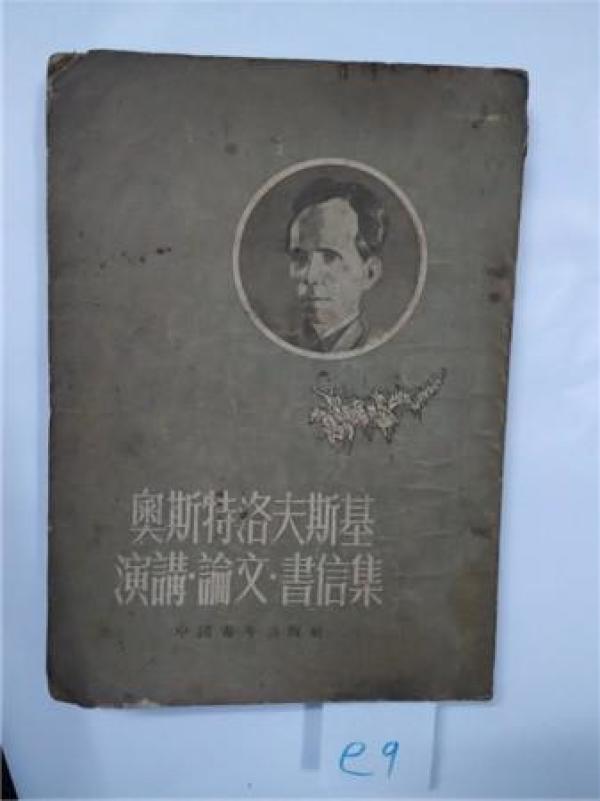 奧斯特洛夫斯基
演講·論文·書信集
中國青年出版社
e9